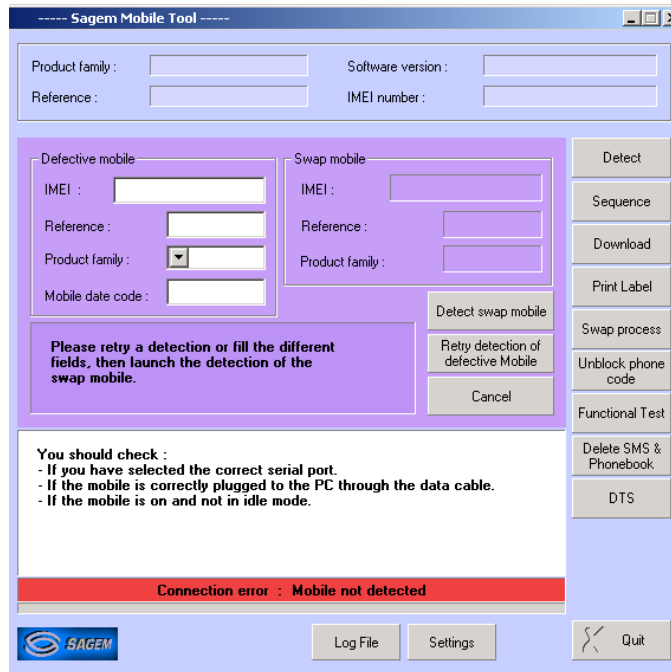 ----- Sagem Mobile Tool -----
Product family :
Software version :
Reference :
IMEI number :
Defective mobile
IMEI :
Reference :
Product family :
Mobile date code :
Swap mobile
IMEI :
Reference :
Product family :
Please retry a detection or fill the different
fields, then launch the detection of the
swap mobile.
Detect swap mobile
Retry detection of
defective Mobile
Cancel
Detect
Sequence
Download
Print Label
Swap process
Unblock phone
code
Functional Test
Delete SMS &
Phonebook
DTS
You should check :
- If you have selected the correct serial port.
- If the mobile is correctly plugged to the PC through the data cable.
- If the mobile is on and not in idle mode.
Connection error : Mobile not detected
SAGEM
Log File
Settings
Quit